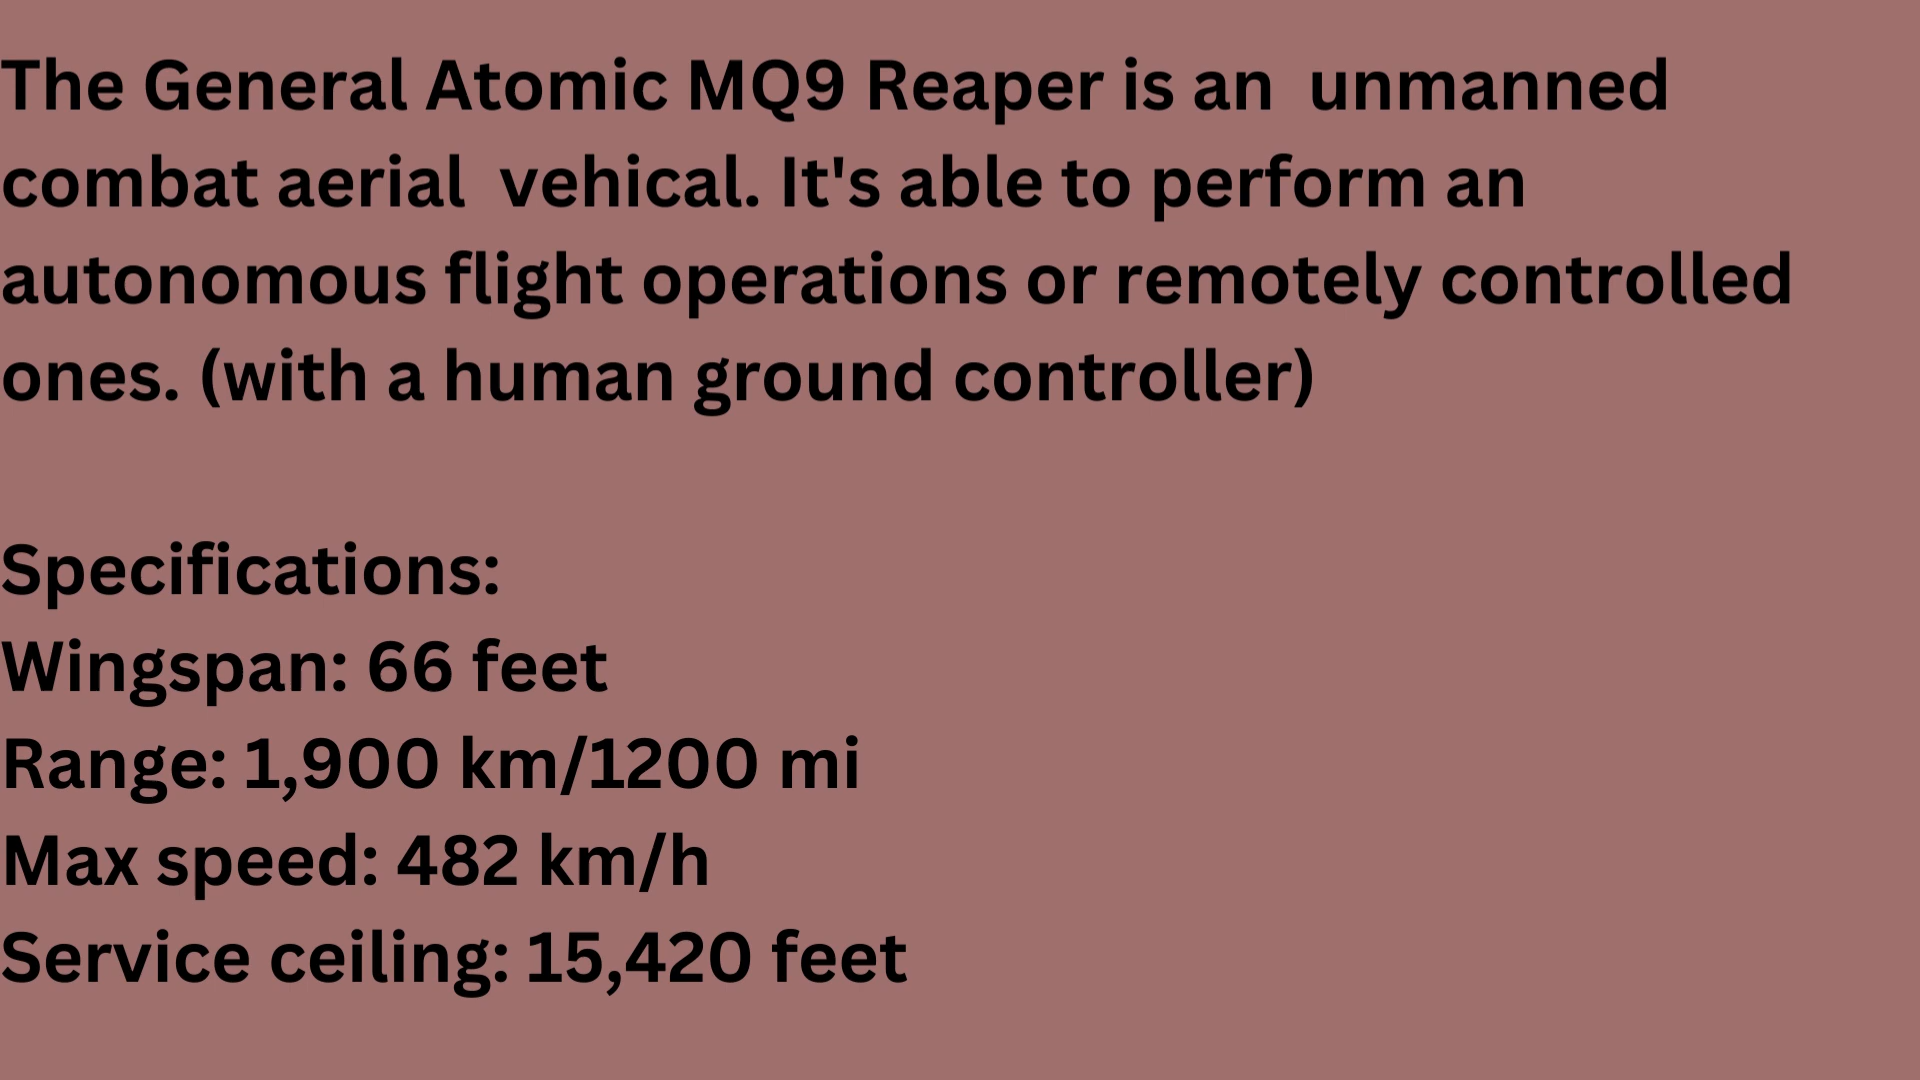 The General Atomic MQ9 Reaper is an  unmanned
combat aerial  vehical. It's able to perform an
autonomous flight operations or remotely controlled
ones. (with a human ground controller)
Specifications:
Wingspan: 66 feet
Range: 1,900 km/1200 mi
Max speed: 482 km/h
Service ceiling: 15,420 feet